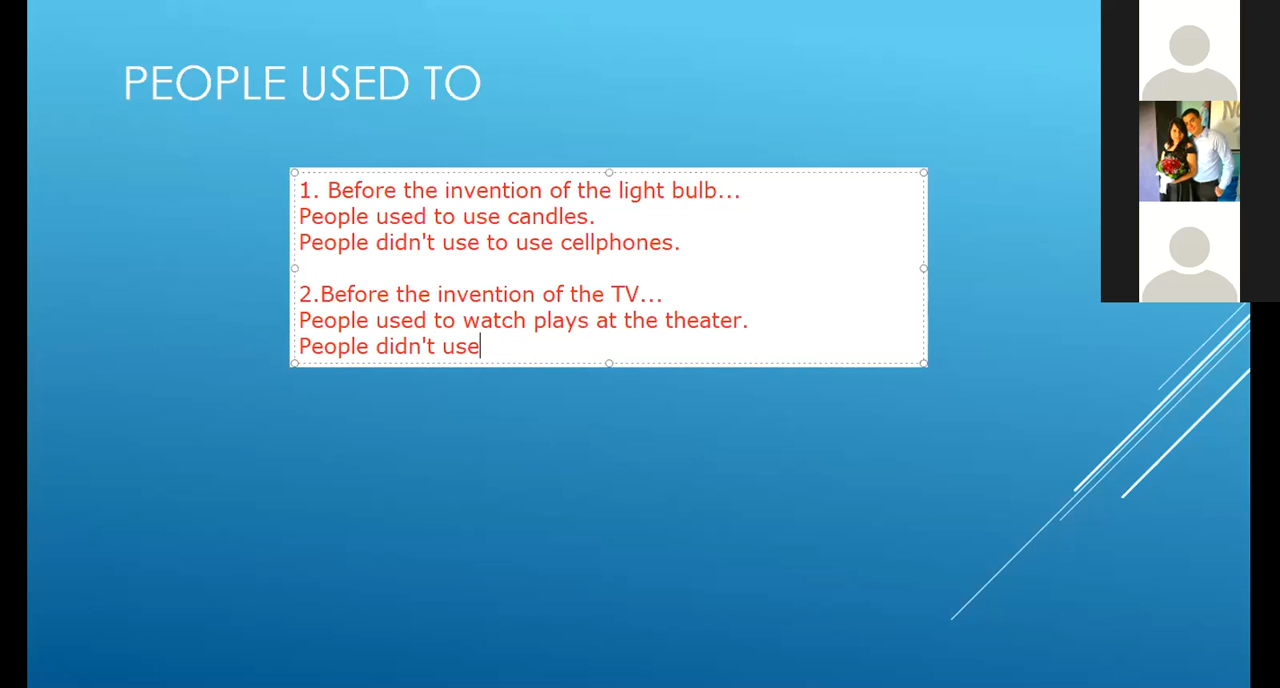 PEOPLE USED TO
1. Before the invention of the light bulb...
People used to use candles.
People didn't use to use cellphones.
2.Before the invention of the TV...
People used to watch plays at the theater.
People didn't use